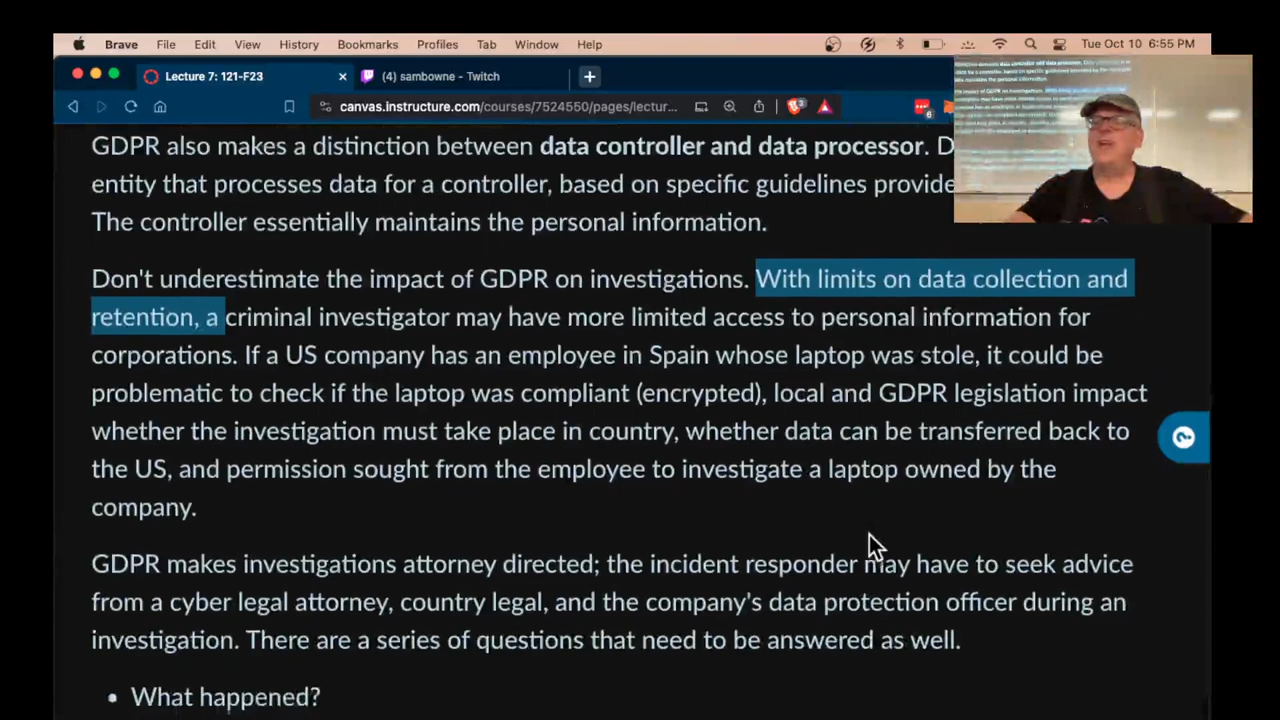 Brave File Edit View History Bookmarks Profiles Tab Window Help Tue Oct 10 6:55 PM
Lecture 7: 121-F23 (4) sambowne - Twitch
canvas.instructure.com/courses/7524550/pages/lectur...
3
6
GDPR also makes a distinction between data controller and data processor. D
entity that processes data for a controller, based on specific guidelines provide
The controller essentially maintains the personal information.
Don't underestimate the impact of GDPR on investigations. With limits on data collection and
retention, a criminal investigator may have more limited access to personal information for
corporations. If a US company has an employee in Spain whose laptop was stole, it could be
problematic to check if the laptop was compliant (encrypted), local and GDPR legislation impact
whether the investigation must take place in country, whether data can be transferred back to
the US, and permission sought from the employee to investigate a laptop owned by the
company.
GDPR makes investigations attorney directed; the incident responder may have to seek advice
from a cyber legal attorney, country legal, and the company's data protection officer during an
investigation. There are a series of questions that need to be answered as well.
• What happened?